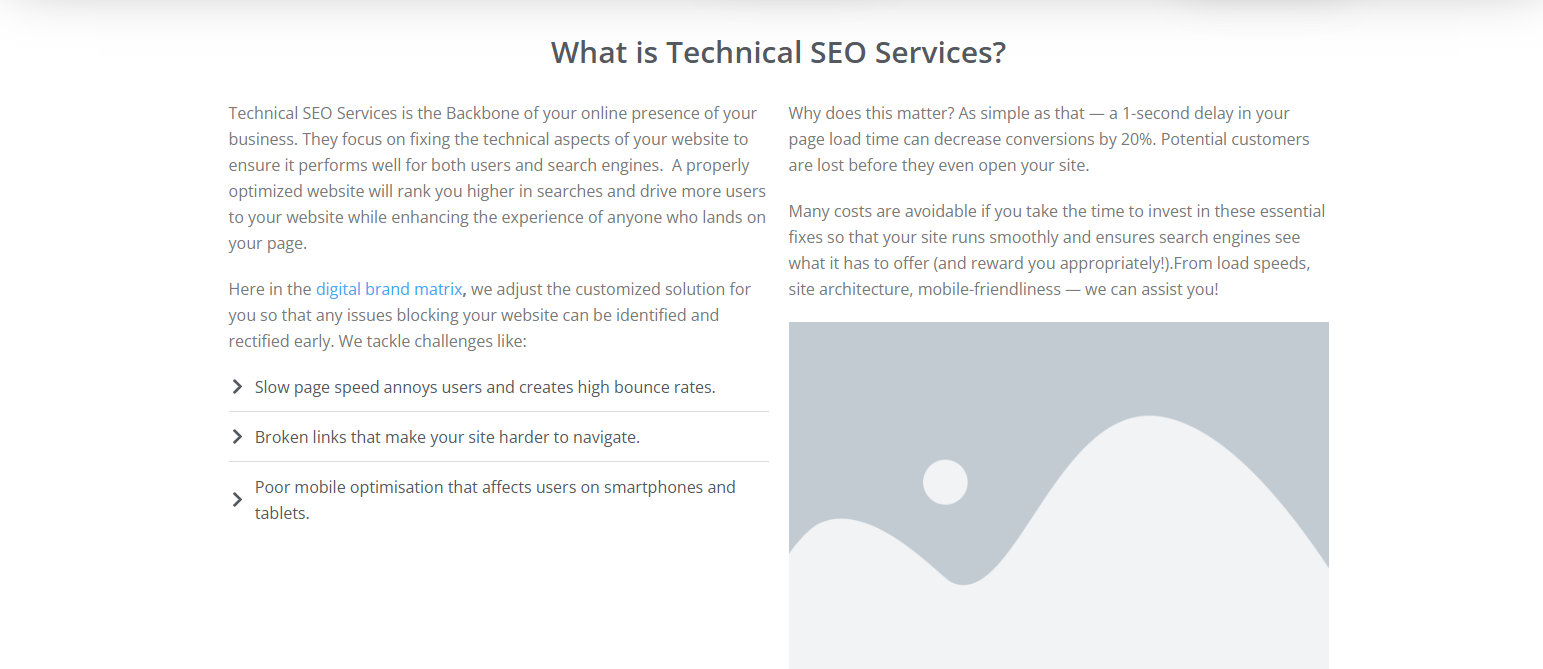 What is Technical SEO Services?
Technical SEO Services is the Backbone of your online presence of your
business. They focus on fixing the technical aspects of your website to
ensure it performs well for both users and search engines.  A properly
optimized website will rank you higher in searches and drive more users
to your website while enhancing the experience of anyone who lands on
your page.
Here in the digital brand matrix, we adjust the customized solution for
you so that any issues blocking your website can be identified and
rectified early. We tackle challenges like:
Slow page speed annoys users and creates high bounce rates.
Broken links that make your site harder to navigate.
Poor mobile optimisation that affects users on smartphones and
tablets.
Why does this matter? As simple as that — a 1-second delay in your
page load time can decrease conversions by 20%. Potential customers
are lost before they even open your site.
Many costs are avoidable if you take the time to invest in these essential
fixes so that your site runs smoothly and ensures search engines see
what it has to offer (and reward you appropriately!).From load speeds,
site architecture, mobile-friendliness — we can assist you!